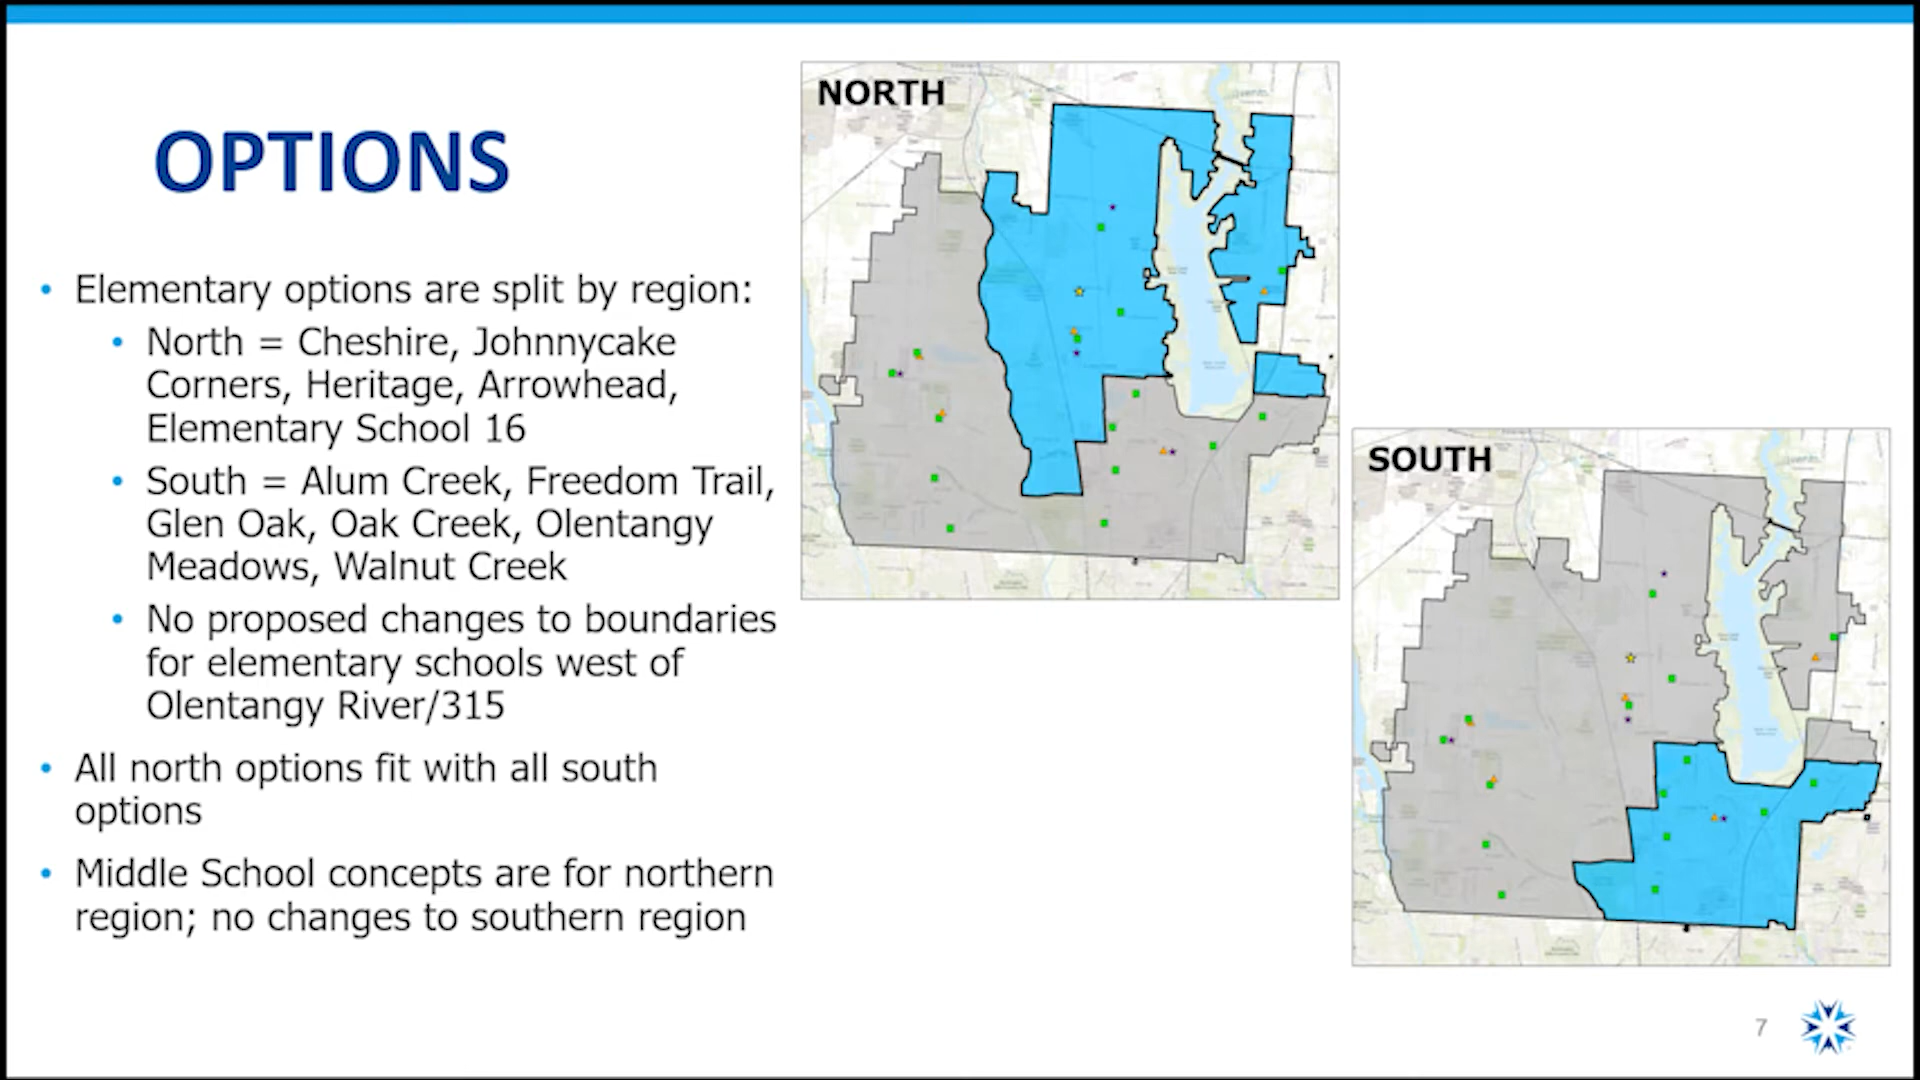 OPTIONS
• Elementary options are split by region:
• North = Cheshire, Johnnycake
Corners, Heritage, Arrowhead,
Elementary School 16
• South = Alum Creek, Freedom Trail,
Glen Oak, Oak Creek, Olentangy
Meadows, Walnut Creek
• No proposed changes to boundaries
for elementary schools west of
Olentangy River/315
• All north options fit with all south
options
• Middle School concepts are for northern
region; no changes to southern region
NORTH
SOUTH
7